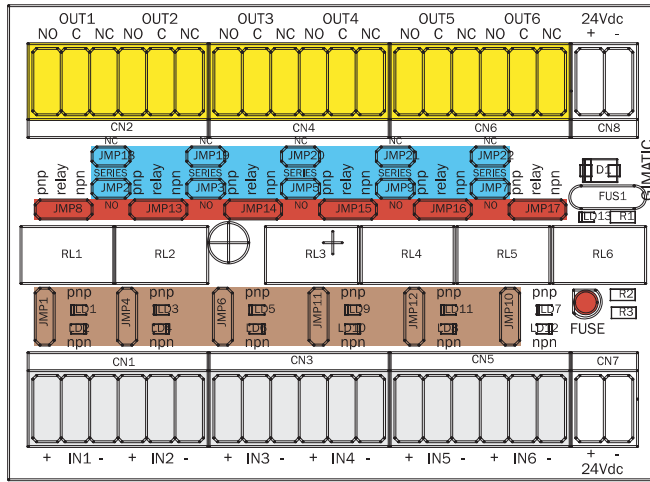 OUT1 OUT2 OUT3 OUT4 OUT5 OUT6 24Vdc
NO C NC NO C NC NO C NC NO C NC NO C NC NO C NC + -
CN2 CN4 CN6 CN8
NC NC NC NC NC
JMP18 JMP19 JMP20 JMP21 JMP22
SERIES SERIES SERIES SERIES SERIES
pnp relay npn pnp relay npn pnp relay npn pnp relay npn pnp relay npn pnp relay npn
JMP2 JMP3 JMP5 JMP9 JMP7
NO NO NO NO NO
D1
FUS1
JMP8 JMP13 JMP14 JMP15 JMP16 JMP17
LD13 R1
RL1 RL2 RL3 RL4 RL5 RL6
pnp pnp pnp pnp pnp pnp
JMP1 JMP4 JMP6 JMP11 JMP12 JMP10
LD1 LD3 LD5 LD9 LD11 LD7
LD2 LD10 LD12
npn npn npn npn npn npn
R2
R3
FUSE
CN1 CN3 CN5 CN7
+ IN1 - + IN2 - + IN3 - + IN4 - + IN5 - + IN6 - + -
24Vdc